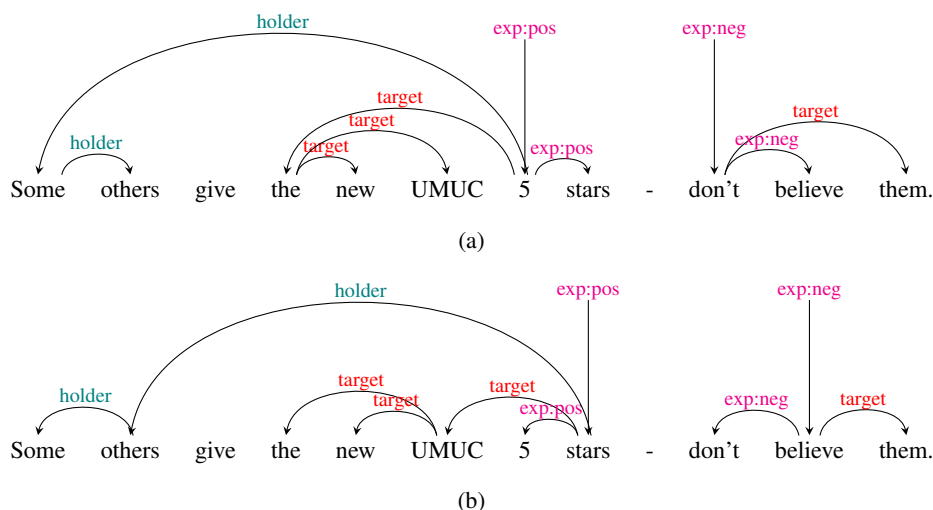 holder exp:pos exp:neg
target target
target
holder target exp:pos exp:neg
Some others give the new UMUC 5 stars - don't believe them.
(a)
holder exp:pos exp:neg
holder target target exp:neg target
target exp:pos
Some others give the new UMUC 5 stars - don't believe them.
(b)